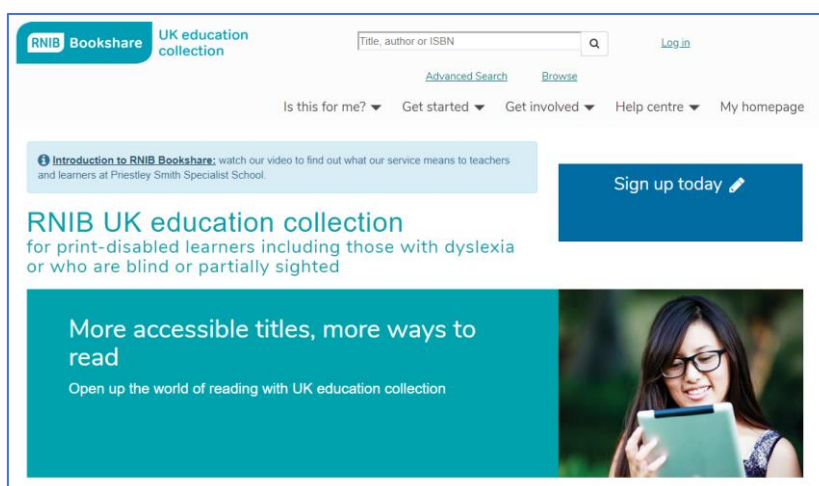 RNIB Bookshare
UK education
collection
Title, author or ISBN
Log in
Advanced Search
Browse
Is this for me?
Get started
Get involved
Help centre
My homepage
Introduction to RNIB Bookshare: watch our video to find out what our service means to teachers
and learners at Priestley Smith Specialist School.
Sign up today
RNIB UK education collection
for print-disabled learners including those with dyslexia
or who are blind or partially sighted
More accessible titles, more ways to
read
Open up the world of reading with UK education collection